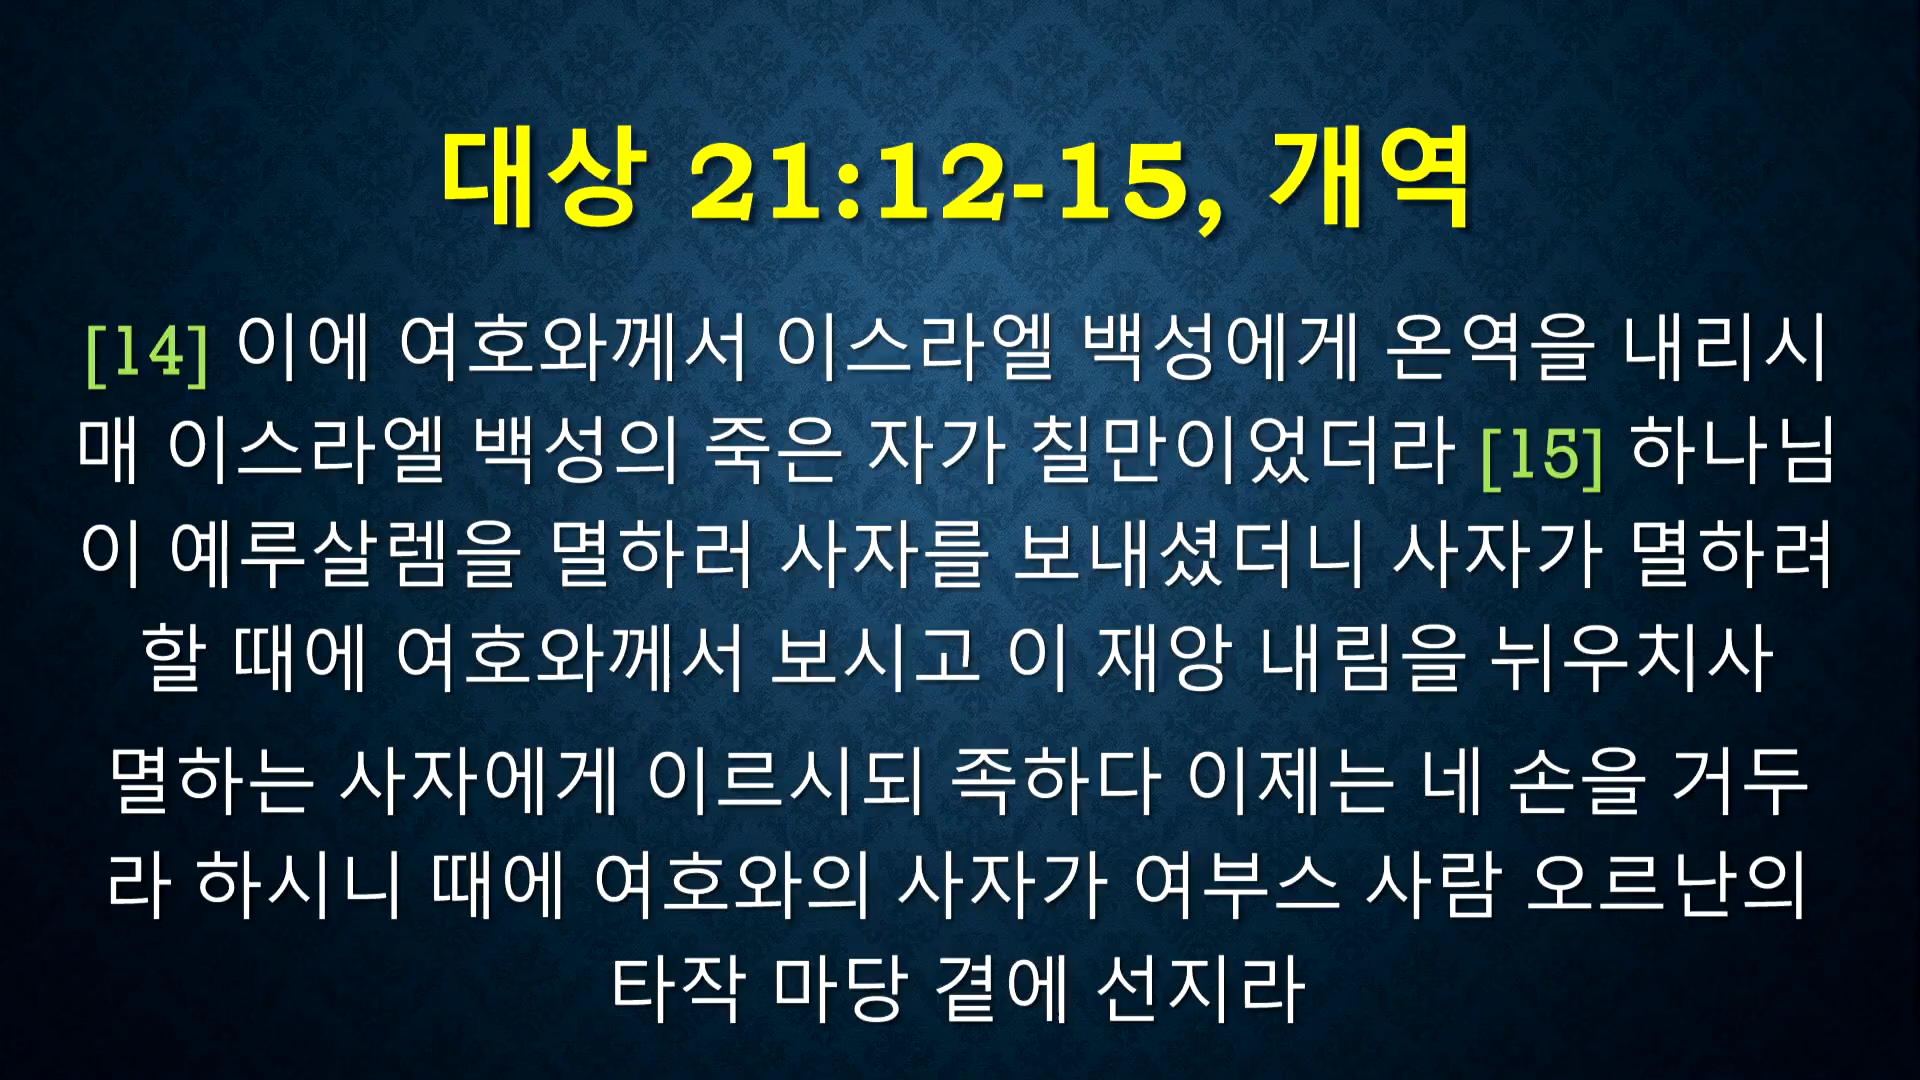 대상 21:12-15, 개역
[14] 이에 여호와께서 이스라엘 백성에게 온역을 내리시
매 이스라엘 백성의 죽은 자가 칠만이었더라 [15] 하나님
이 예루살렘을 멸하러 사자를 보내셨더니 사자가 멸하려
할 때에 여호와께서 보시고 이 재앙 내림을 뉘우치사
멸하는 사자에게 이르시되 족하다 이제는 네 손을 거두
라 하시니 때에 여호와의 사자가 여부스 사람 오르난의
타작 마당 곁에 선지라